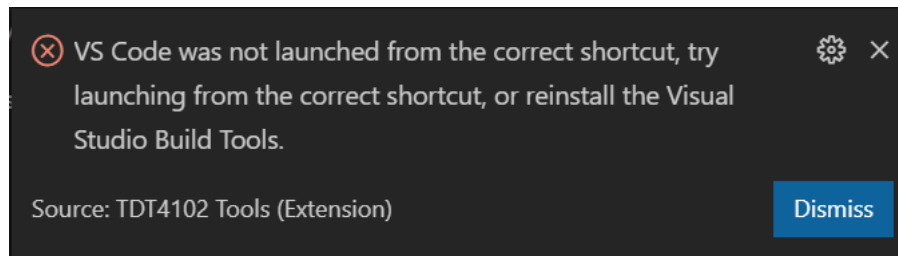 VS Code was not launched from the correct shortcut, try
launching from the correct shortcut, or reinstall the Visual
Studio Build Tools.
Source: TDT4102 Tools (Extension)
Dismiss